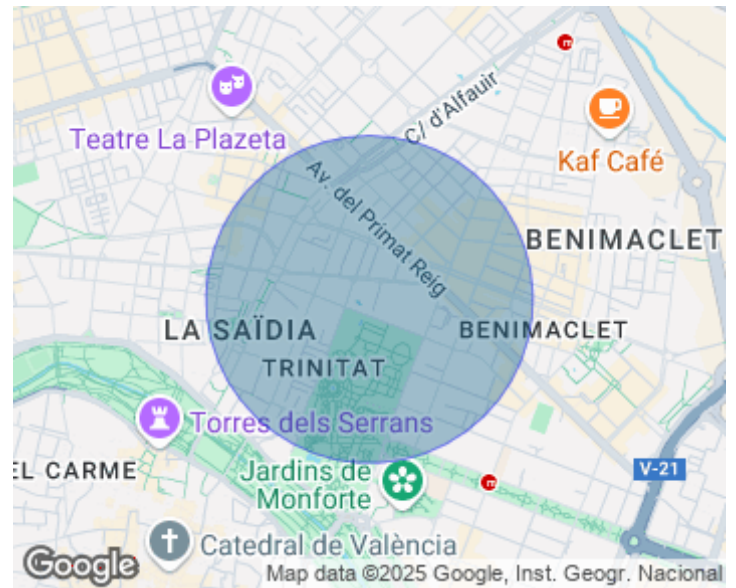 C/ d'Alfauir
Teatre La Plazeta
Kaf Café
Av. del Primat Reig
BENIMACLET
LA SAÏDIA
BENIMACLET
TRINITAT
Torres dels Serrans
EL CARME
Jardins de
Monforte
V-21
Catedral de València
Google
Map data ©2025 Google, Inst. Geogr. Nacional